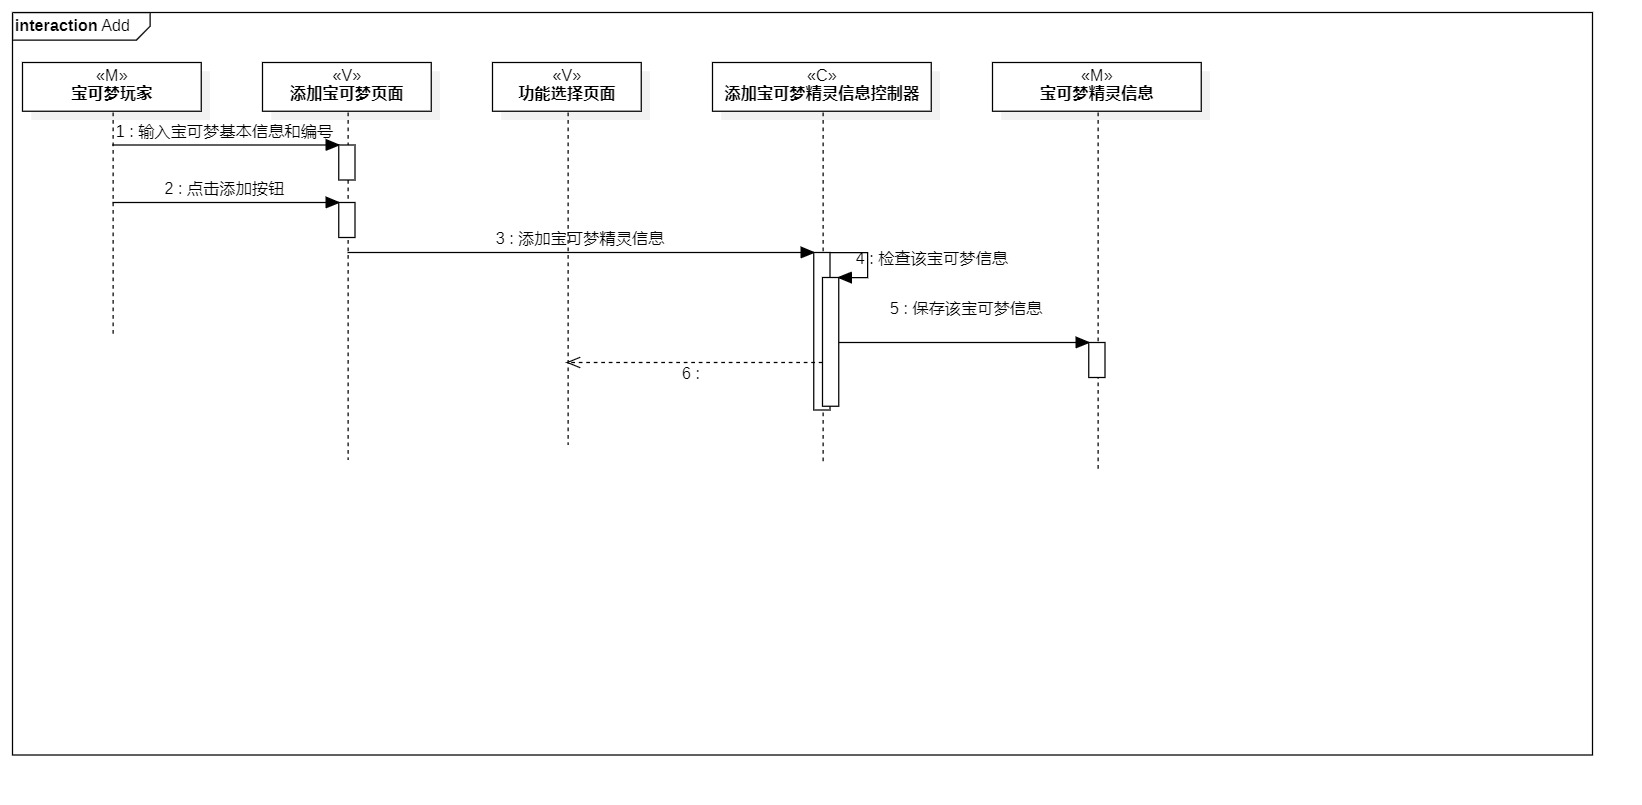 interaction Add
«M»
宝可梦玩家
«V»
添加宝可梦页面
«V»
功能选择页面
«C»
添加宝可梦精灵信息控制器
«M»
宝可梦精灵信息
1 : 输入宝可梦基本信息和编号
2 : 点击添加按钮
3 : 添加宝可梦精灵信息
4 : 检查该宝可梦信息
5 : 保存该宝可梦信息
6 :